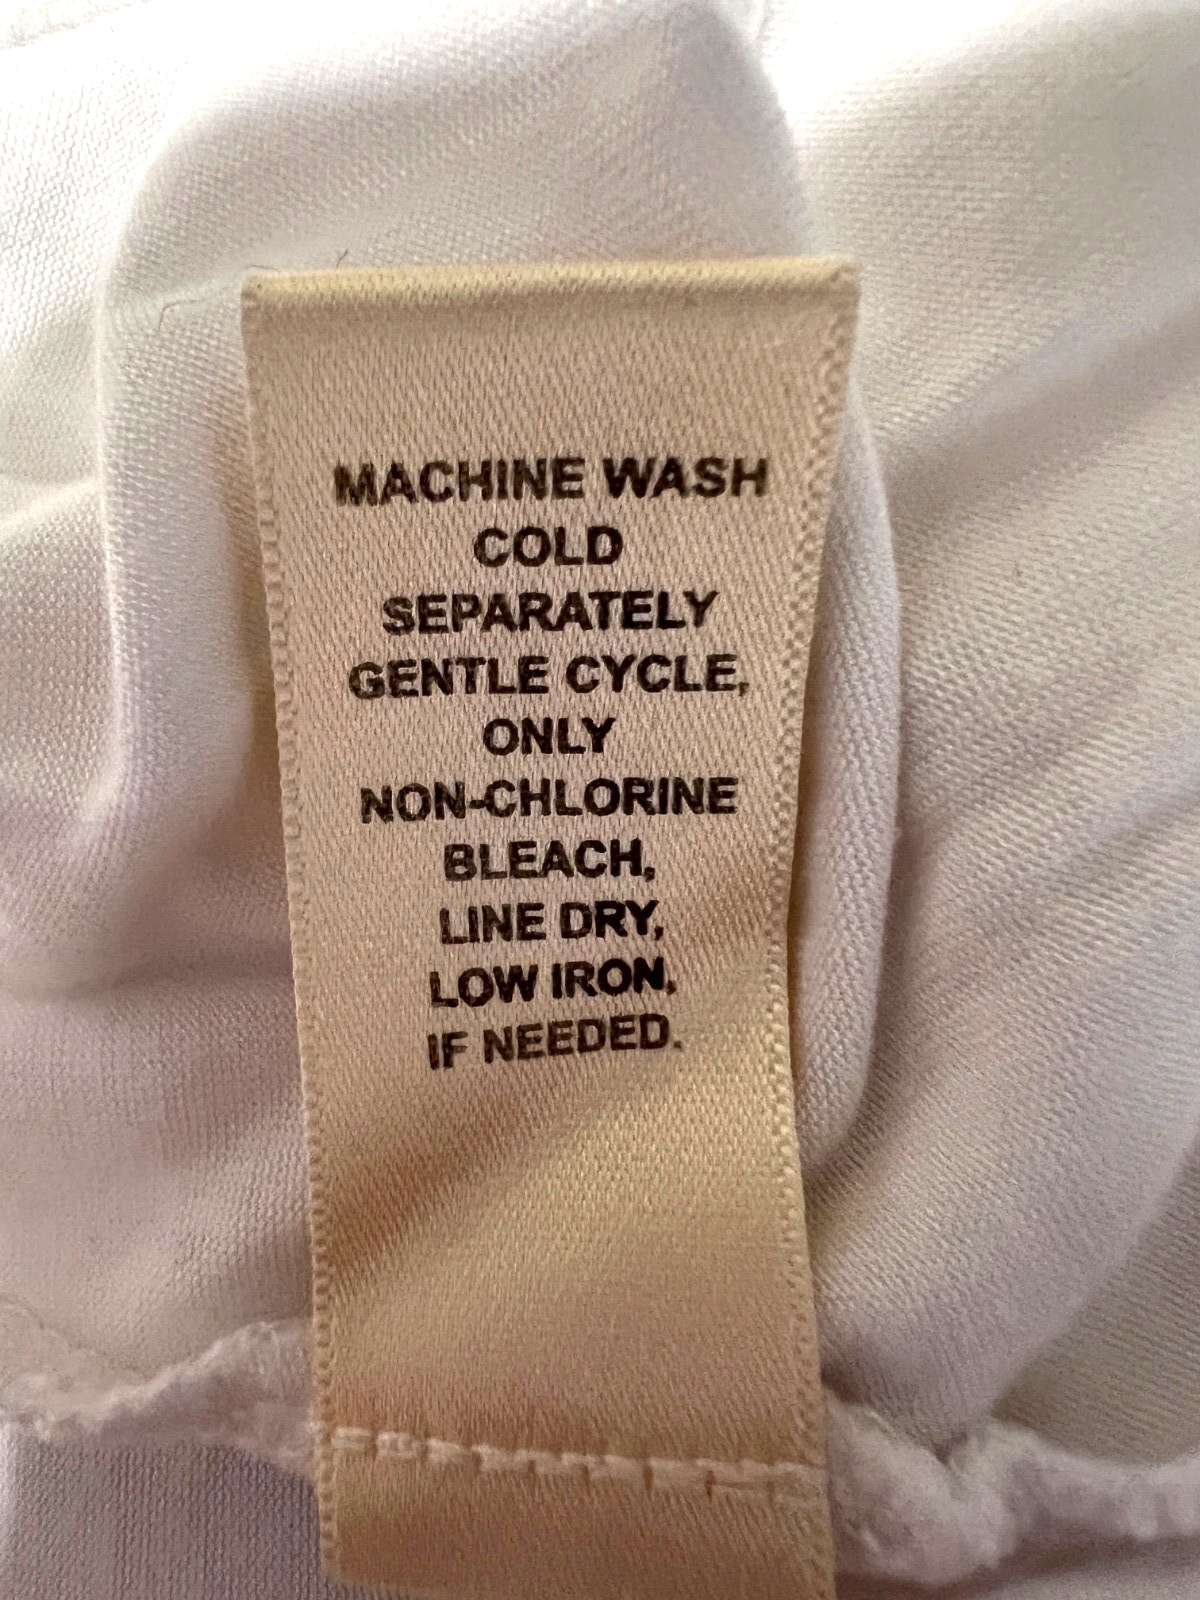 MACHINE WASH
COLD
SEPARATELY
GENTLE CYCLE,
ONLY
NON-CHLORINE
BLEACH,
LINE DRY,
LOW IRON,
IF NEEDED.